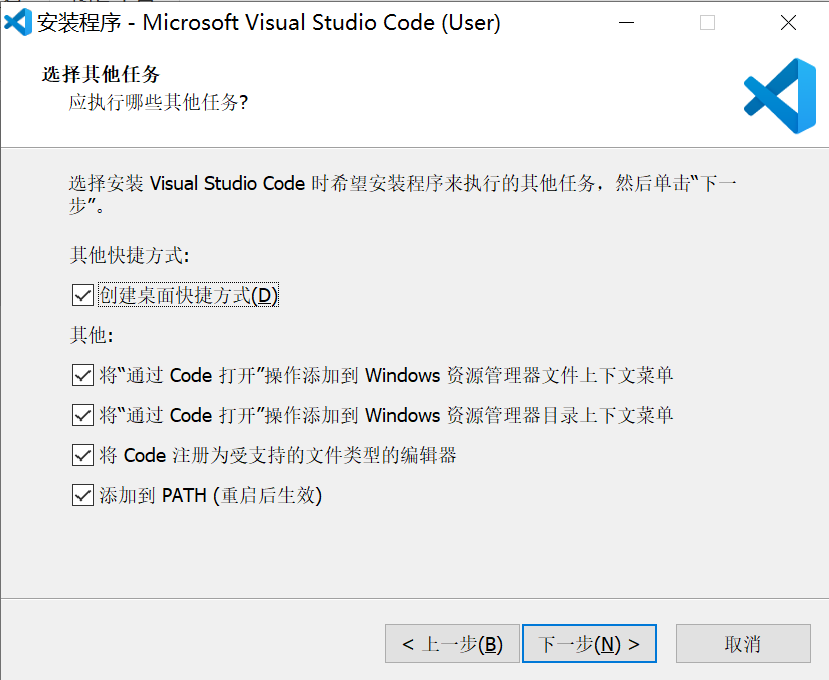 安装程序 - Microsoft Visual Studio Code (User)
选择其他任务
应执行哪些其他任务?
选择安装 Visual Studio Code 时希望安装程序来执行的其他任务，然后单击“下一
步”。
其他快捷方式:
创建桌面快捷方式(D)
其他:
将“通过 Code 打开”操作添加到 Windows 资源管理器文件上下文菜单
将“通过 Code 打开”操作添加到 Windows 资源管理器目录上下文菜单
将 Code 注册为受支持的文件类型的编辑器
添加到 PATH (重启后生效)
< 上一步(B) 下一步(N) > 取消